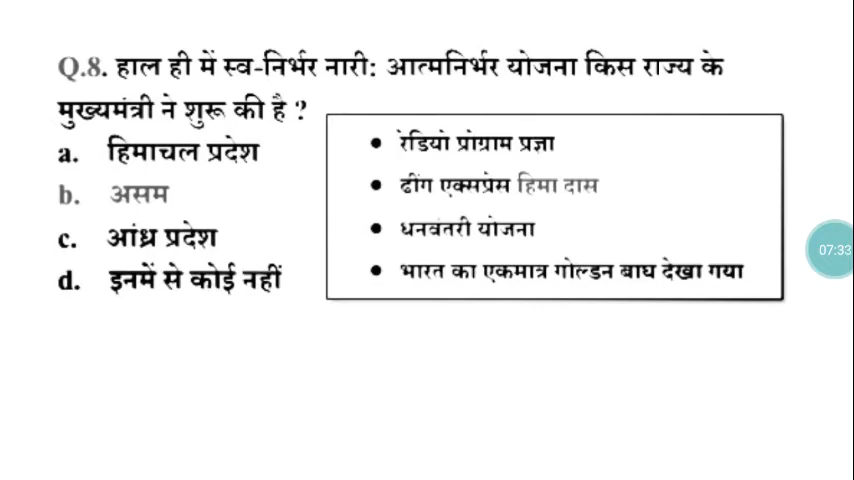 Q.8. हाल ही में स्व-निर्भर नारी: आत्मनिर्भर योजना किस राज्य के
मुख्यमंत्री ने शुरू की है ?
a. हिमाचल प्रदेश
b. असम
c. आंध्र प्रदेश
d. इनमें से कोई नहीं
• रेडियो प्रोग्राम प्रज्ञा
• ढींग एक्सप्रेस हिमा दास
• धनवंतरी योजना
• भारत का एकमात्र गोल्डन बाघ देखा गया
07:33